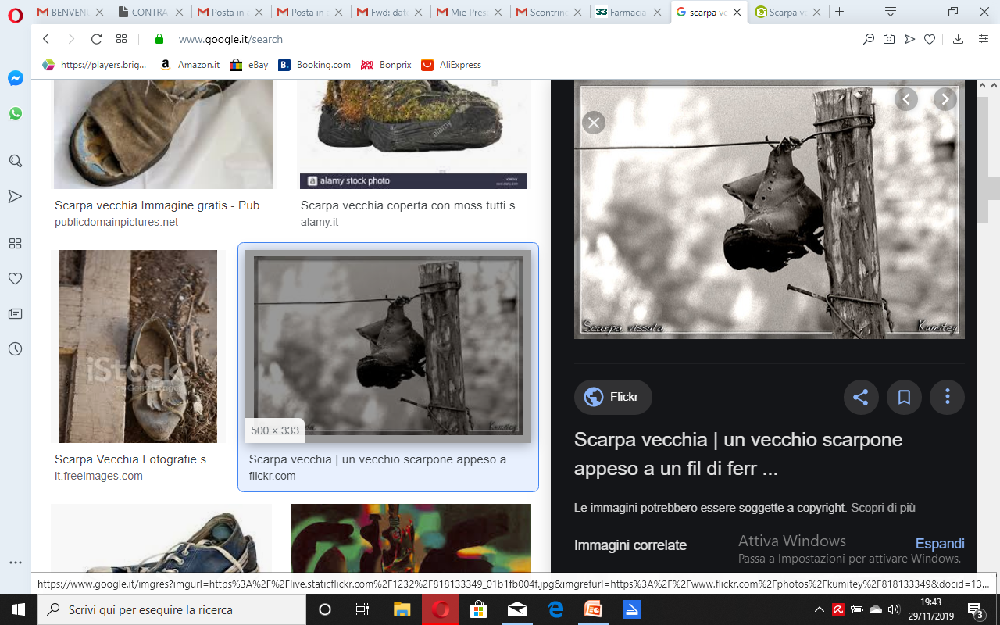 BENVENU
CONTRA
Posta in a
Posta in a
Fwd: dat
Mie Pres
Scontrin
33 Farmacia
scarpa ve
Scarpa ve
www.google.it/search
https://players.brig...
Amazon.it
eBay
Booking.com
Bonprix
AliExpress
alamy
a alamy stock photo
Scarpa vecchia Immagine gratis - Pub...
publicdomainpictures.net
Scarpa vecchia coperta con moss tutti s...
alamy.it
iStock
Scarpa Vecchia Fotografie s...
it.freeimages.com
500 × 333
Scarpa vecchia | un vecchio scarpone appeso a ...
flickr.com
Scarpa vissuta
Kumitey
Flickr
Scarpa vecchia | un vecchio scarpone
appeso a un fil di ferr ...
Le immagini potrebbero essere soggette a copyright. Scopri di più
Immagini correlate
Espandi
Attiva Windows
Passa a Impostazioni per attivare Windows.
https://www.google.it/imgres?imgurl=https%3A%2F%2Flive.staticflickr.com%2F1232%2F818133349_01b1fb004f.jpg&imgrefurl=https%3A%2F%2Fwww.flickr.com%2Fphotos%2Fkumitey%2F818133349&docid=13...
Scrivi qui per eseguire la ricerca
19:43
29/11/2019
3